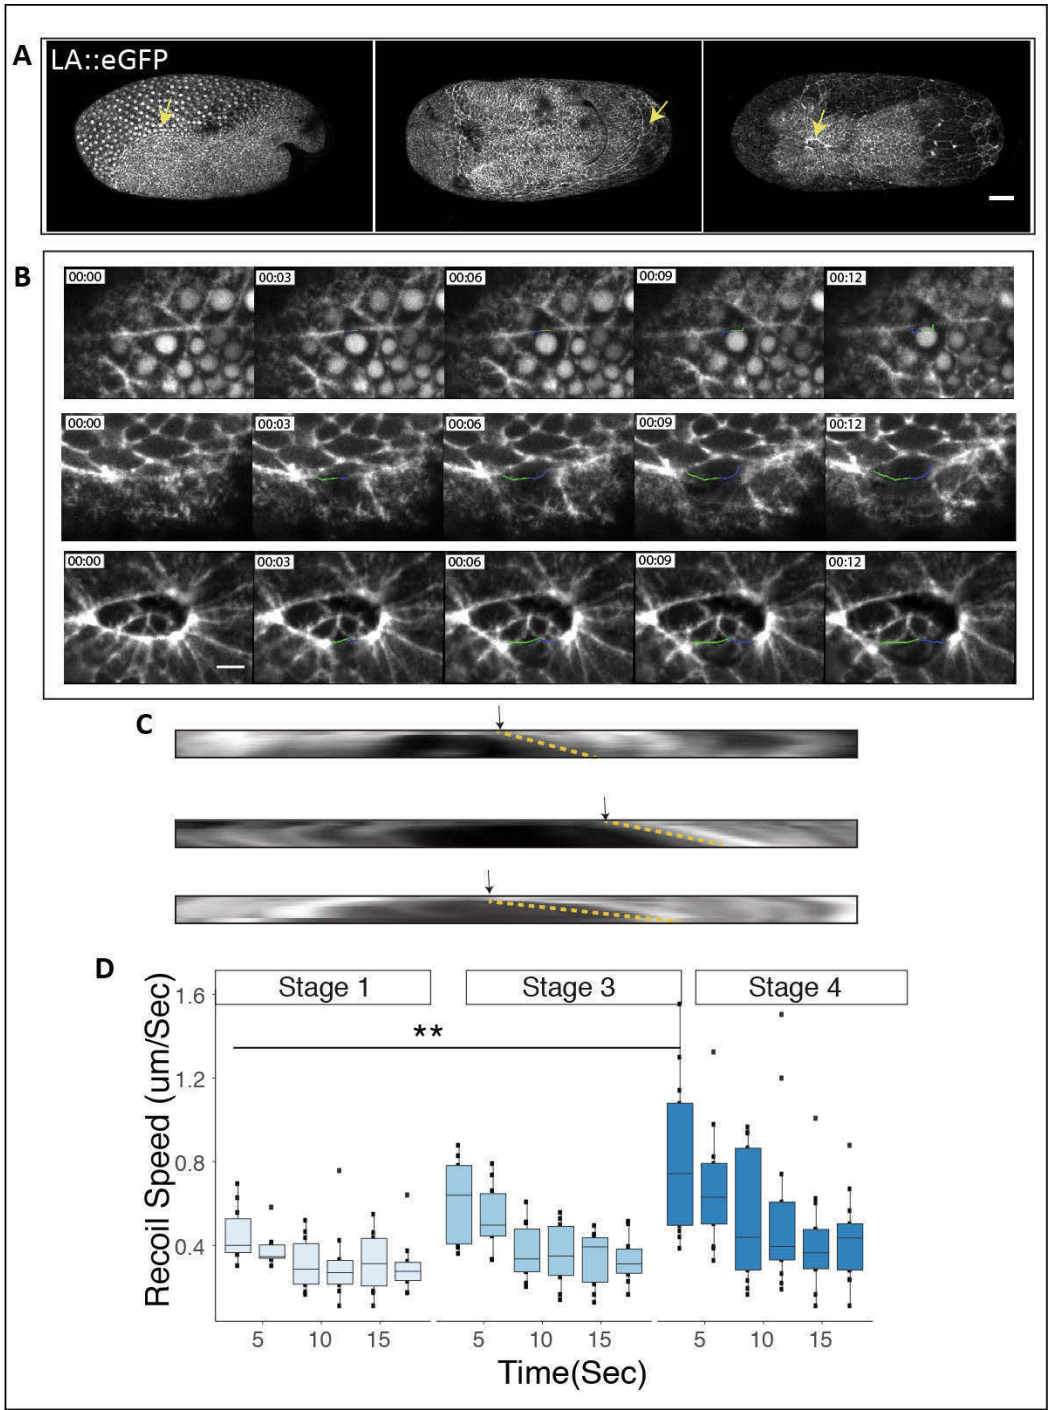 A
LA::eGFP
B
00:00 00:03 00:06 00:09 00:12
00:00 00:03 00:06 00:09 00:12
00:00 00:03 00:06 00:09 00:12
C
D
Stage 1 Stage 3 Stage 4
Recoil Speed (um/Sec)
1.6
**
1.2
0.8
0.4
5 10 15 5 10 15 5 10 15
Time(Sec)